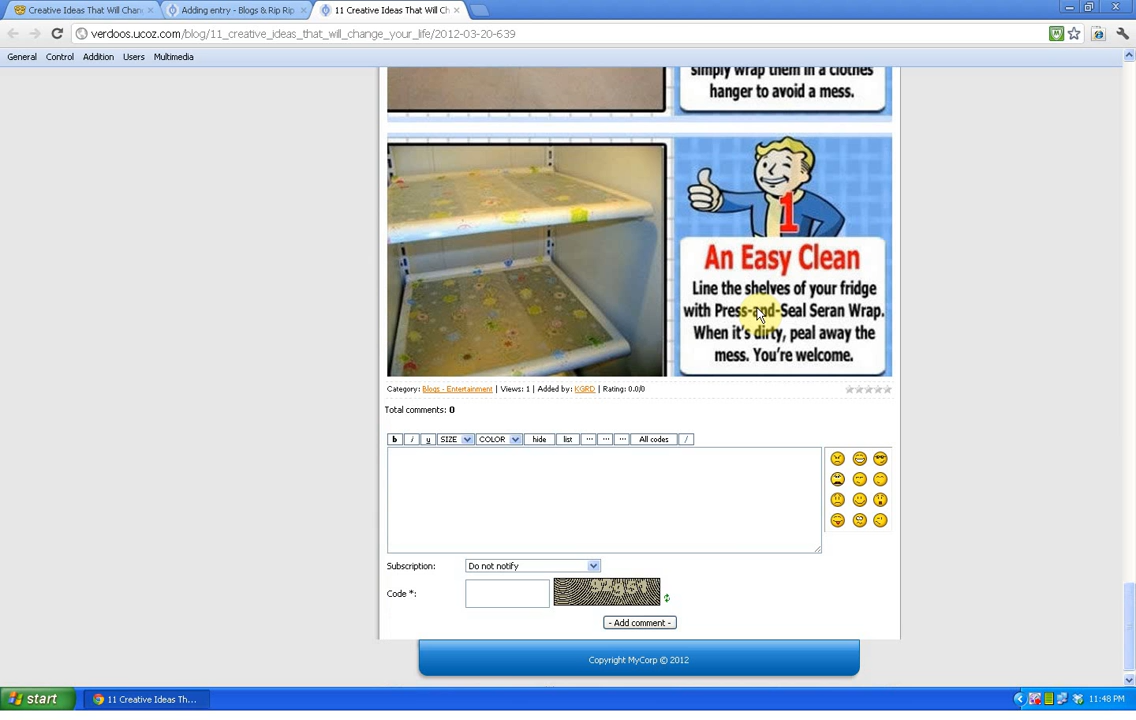 Creative Ideas That Will Chan
Adding entry - Blogs & Rip Rip
11 Creative Ideas That Will Ch
verdoos.ucoz.com/blog/11_creative_ideas_that_will_change_your_life/2012-03-20-639
General Control Addition Users Multimedia
simply wrap them in a clothes
hanger to avoid a mess.
1
An Easy Clean
Line the shelves of your fridge
with Press-and-Seal Seran Wrap.
When it's dirty, peal away the
mess. You're welcome.
Category: Blogs - Entertainment | Views: 1 | Added by: KGRD | Rating: 0.0/0
Total comments: 0
b i u SIZE COLOR hide list ... ... ... All codes /
Subscription: Do not notify
Code *:
- Add comment -
Copyright MyCorp © 2012
start 11 Creative Ideas Th... 11:48 PM